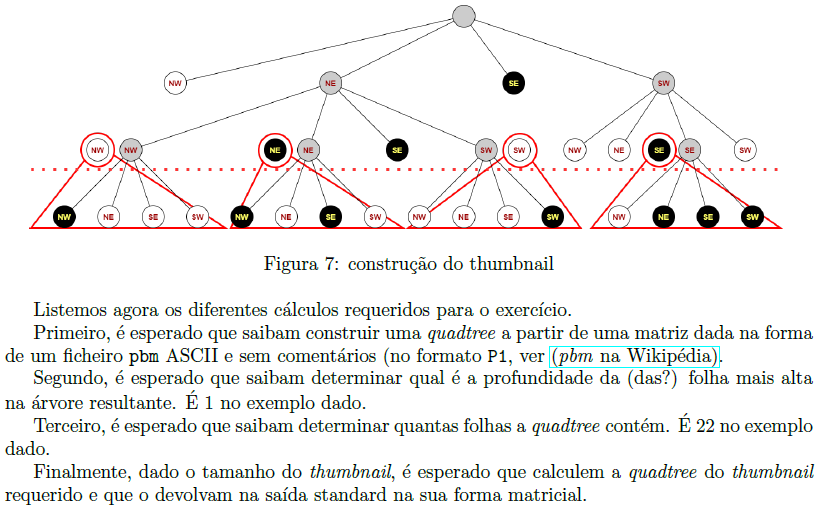 NW NE SE SW
NW NW NE NE SE SW SW NW NE SE SE SW
NW NE SE SW NW NE SE SW NW NE SE SW NW NE SE SW
Figura 7: construção do thumbnail
Listemos agora os diferentes cálculos requeridos para o exercício.
Primeiro, é esperado que saibam construir uma quadtree a partir de uma matriz dada na forma
de um ficheiro pbm ASCII e sem comentários (no formato P1, ver (pbm na Wikipédia).
Segundo, é esperado que saibam determinar qual é a profundidade da (das?) folha mais alta
na árvore resultante. É 1 no exemplo dado.
Terceiro, é esperado que saibam determinar quantas folhas a quadtree contém. É 22 no exemplo
dado.
Finalmente, dado o tamanho do thumbnail, é esperado que calculem a quadtree do thumbnail
requerido e que o devolvam na saída standard na sua forma matricial.